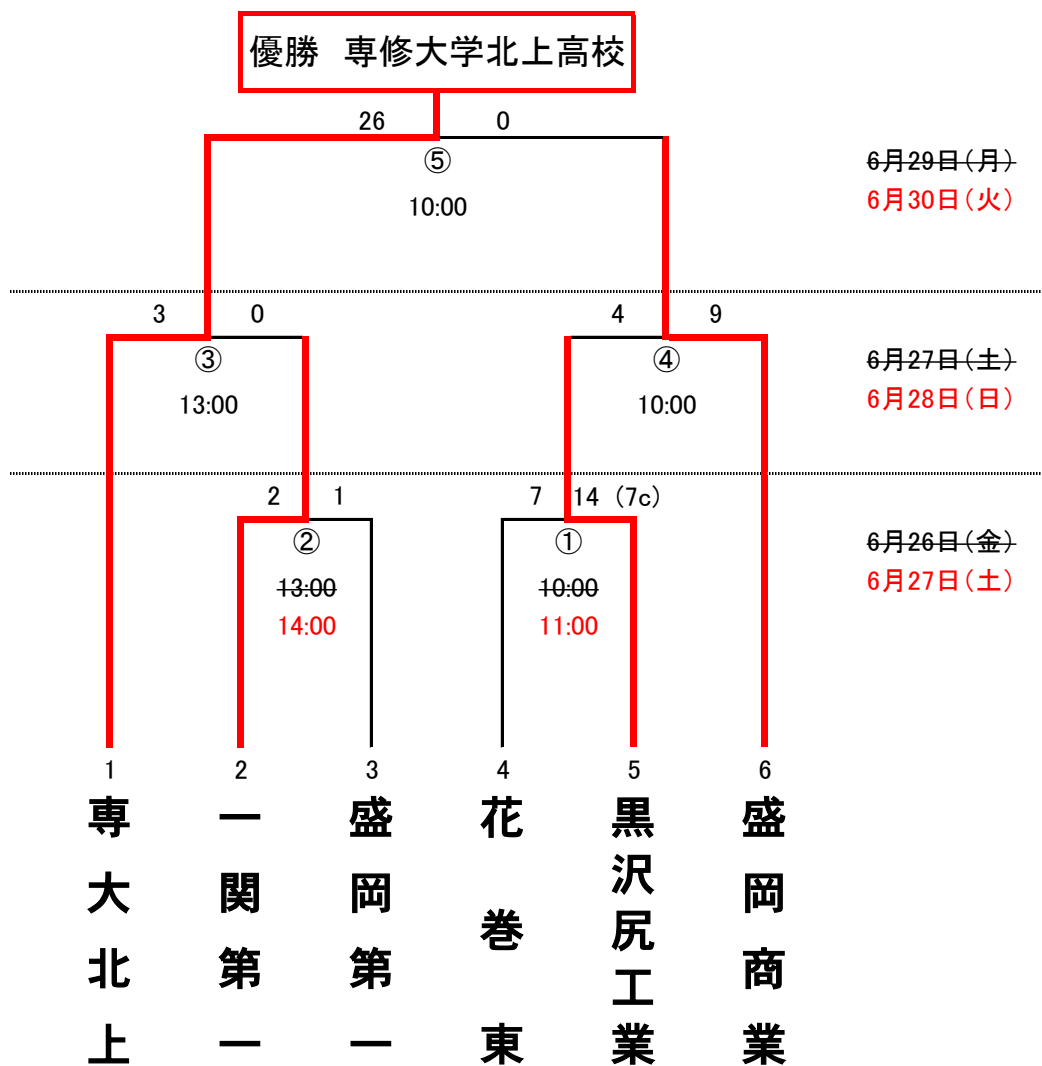 優勝　専修大学北上高校
26 0
⑤
10:00
6月29日(月)
6月30日(火)
3 0 4 9
③ ④
13:00 10:00
6月27日(土)
6月28日(日)
2 1 7 14 (7c)
② ①
13:00 10:00
14:00 11:00
6月26日(金)
6月27日(土)
1 2 3 4 5 6
専大北上
一関第一
盛岡第一
花巻東
黒沢尻工業
盛岡商業